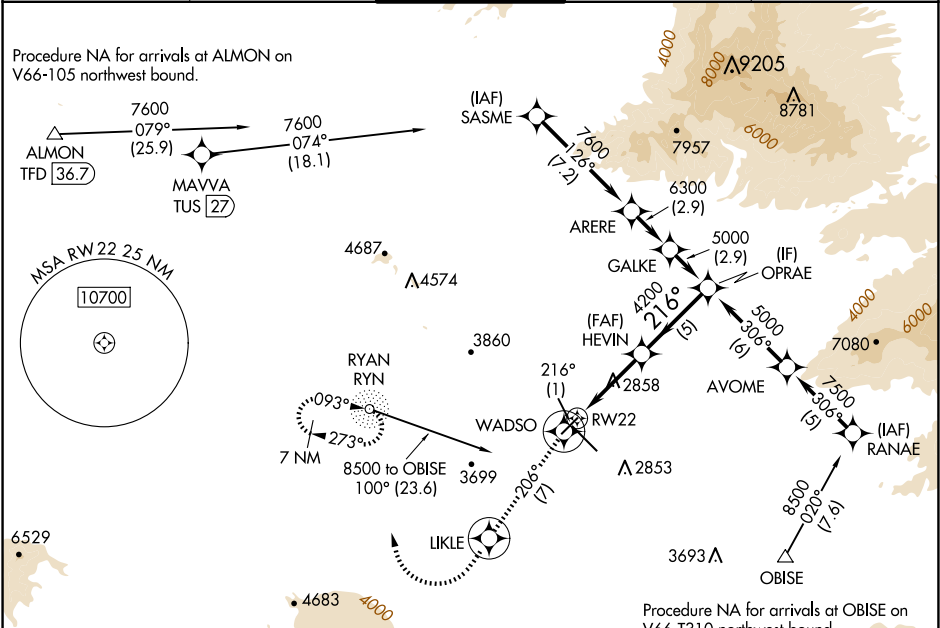 Procedure NA for arrivals at ALMON on
V66-105 northwest bound.
7600
079°
(25.9)
ALMON
TFD 36.7
7600
074°
(18.1)
MAVVA
TUS 27
(IAF)
SASME
7600
126°
(7.2)
4000
8000
9205
8781
6000
7957
ARERE
6300
(2.9)
GALKE
5000
(2.9)
(IF)
OPRAE
MSA RW22 25 NM
10700
4687
4574
3860
4200
216°
(5)
(FAF)
HEVIN
5000
306°
(6)
4000
6000
7080
AVOME
7500
306°
(5)
(IAF)
RANAE
RYAN
RYN
093°
273°
7 NM
8500 to OBISE
100° (23.6)
216°
(1)
2858
WADSO
RW22
2853
3699
206°
(7)
LIKLE
8500
020°
(7.6)
3693
OBISE
6529
4683
4000
Procedure NA for arrivals at OBISE on
V66-T310 northwest bound.